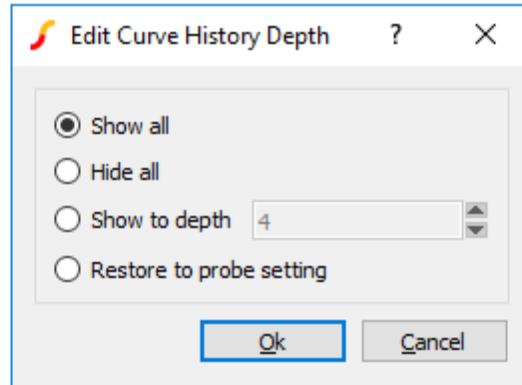 Edit Curve History Depth ?
Show all
Hide all
Show to depth 4
Restore to probe setting
Ok Cancel